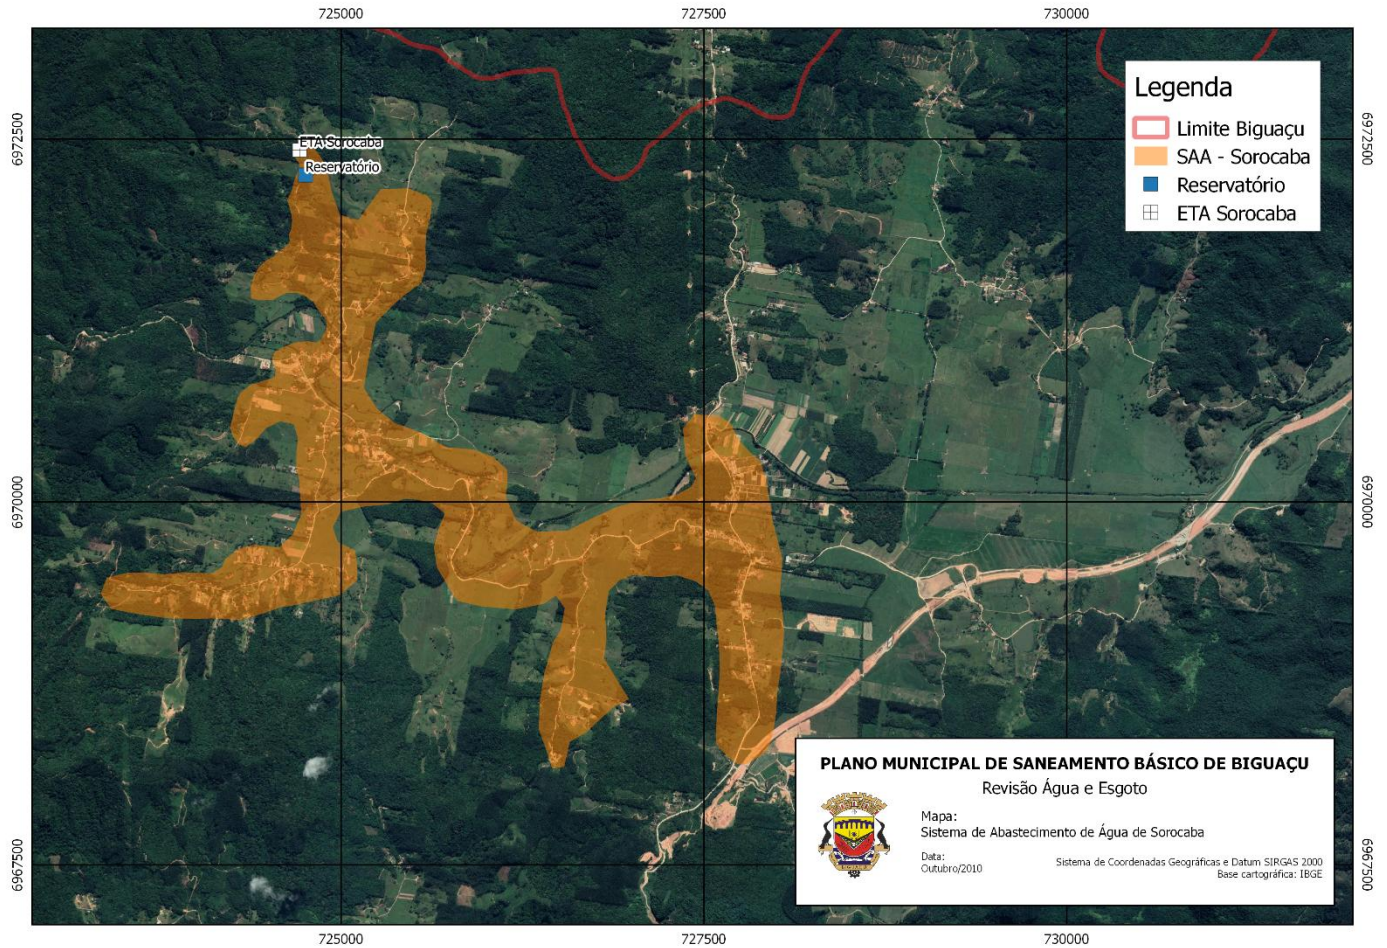 725000
727500
730000
Legenda
Limite Biguaçu
SAA - Sorocaba
Reservatório
ETA Sorocaba
6972500
6972500
ETA Sorocaba
Reservatório
6970000
6970000
PLANO MUNICIPAL DE SANEAMENTO BÁSICO DE BIGUAÇU
Revisão Água e Esgoto
Mapa:
Sistema de Abastecimento de Água de Sorocaba
Data:
Outubro/2010
Sistema de Coordenadas Geográficas e Datum SIRGAS 2000
Base cartográfica: IBGE
6967500
6967500
725000
727500
730000